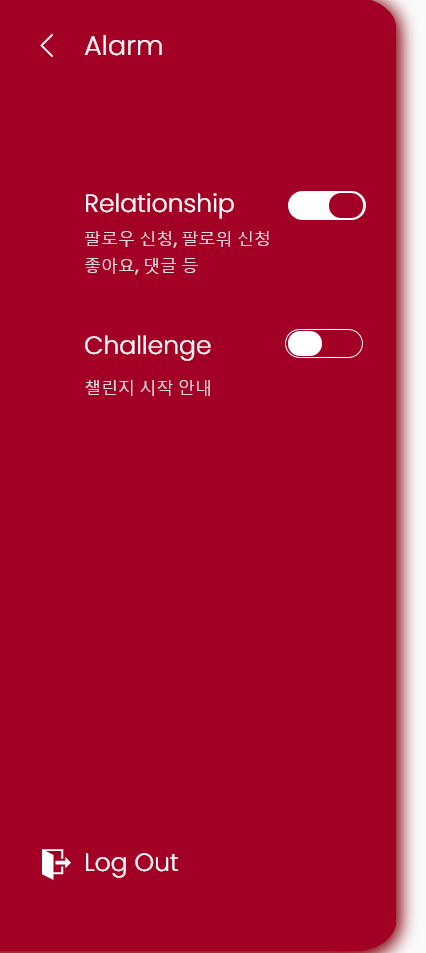 Alarm
Relationship
팔로우 신청, 팔로워 신청
좋아요, 댓글 등
Challenge
챌린지 시작 안내
Log Out